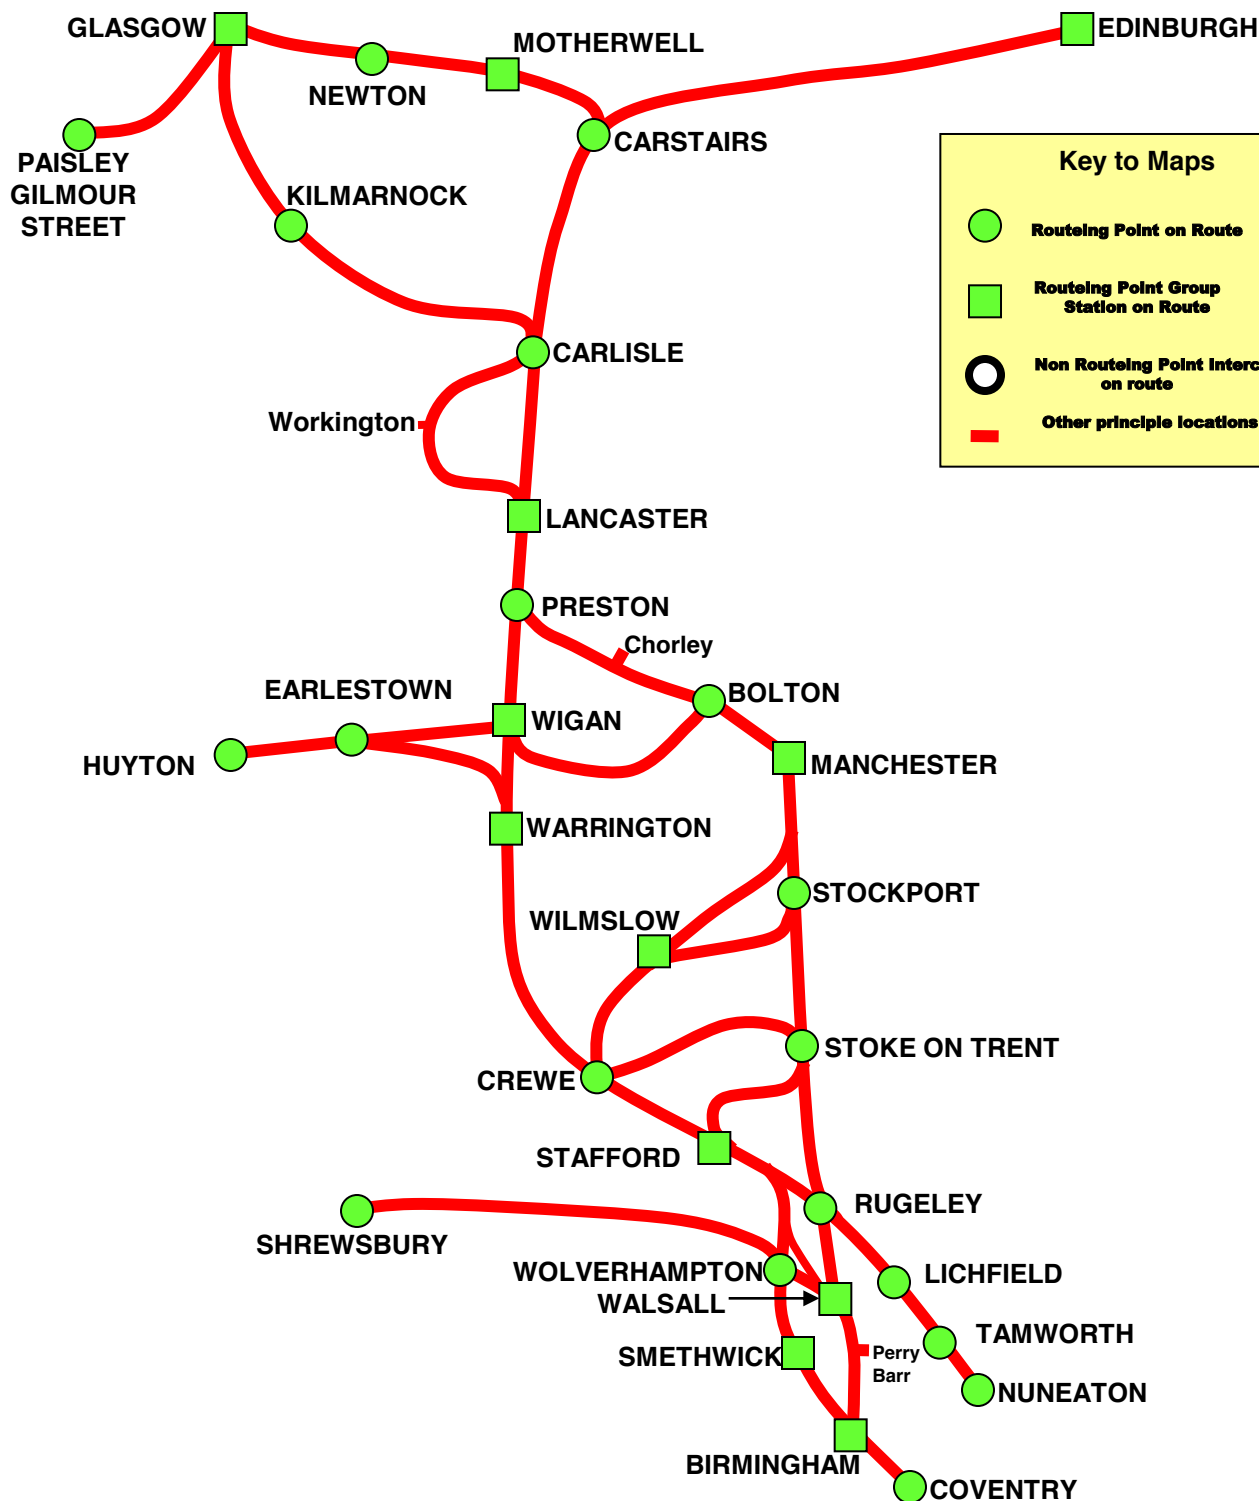 GLASGOW
MOTHERWELL
EDINBURGH
NEWTON
CARSTAIRS
PAISLEY
GILMOUR
STREET
KILMARNOCK
Key to Maps
Routeing Point on Route
Routeing Point Group
Station on Route
Non Routeing Point Interc
on route
Other principle locations
CARLISLE
Workington
LANCASTER
PRESTON
Chorley
EARLESTOWN
BOLTON
WIGAN
HUYTON
MANCHESTER
WARRINGTON
STOCKPORT
WILMSLOW
STOKE ON TRENT
CREWE
STAFFORD
RUGELEY
SHREWSBURY
WOLVERHAMPTON
LICHFIELD
WALSALL
TAMWORTH
SMETHWICK
Perry
Barr
NUNEATON
BIRMINGHAM
COVENTRY